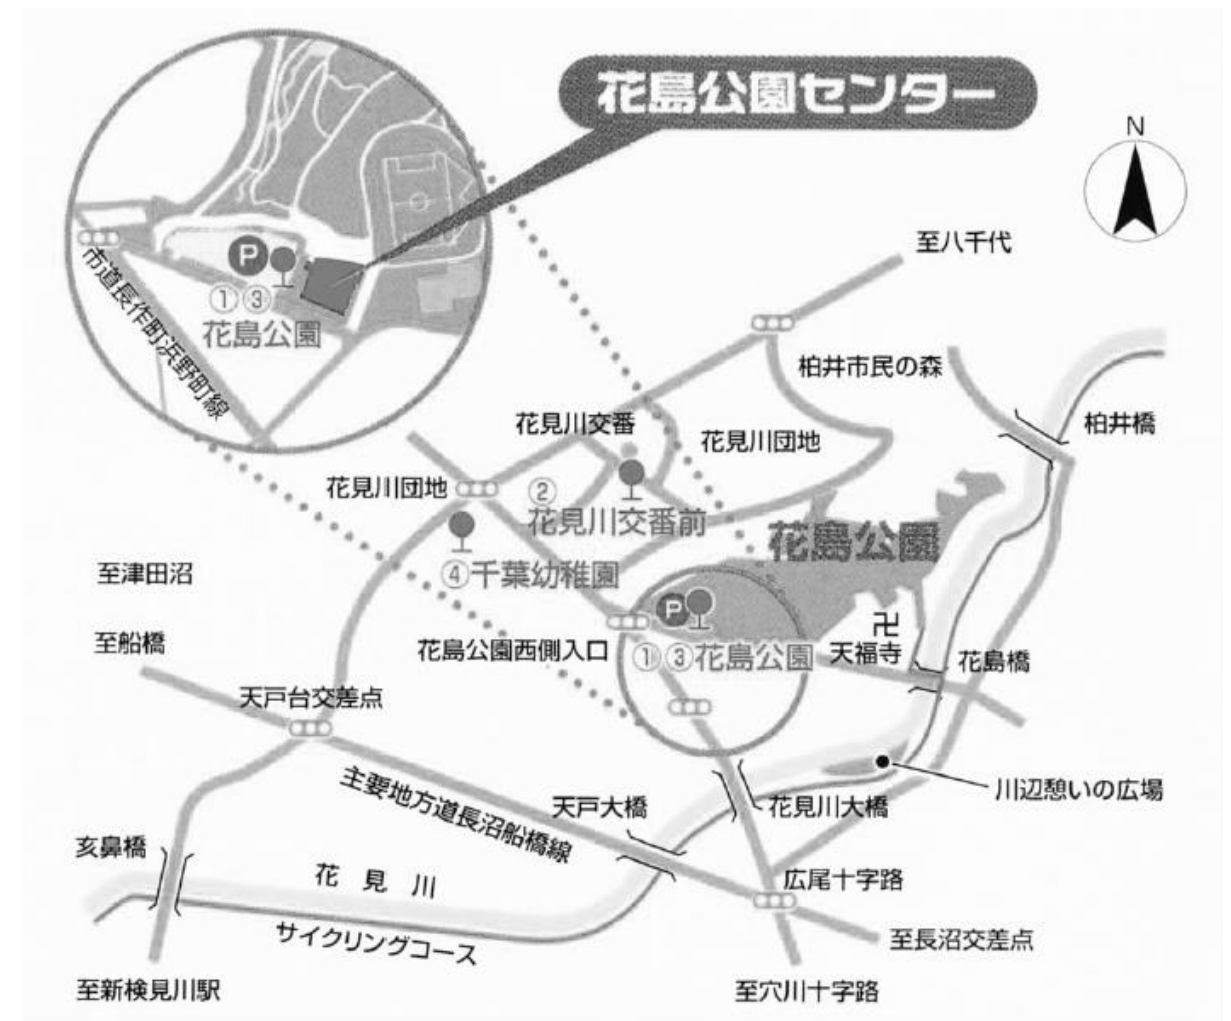 花島公園センター
N
P
①③
花島公園
市道長作町浜野町線
至八千代
柏井市民の森
柏井橋
花見川交番
花見川団地
花見川団地
②
花見川交番前
花島公園
④千葉幼稚園
至津田沼
至船橋
P
卍
花島公園西側入口
①③花島公園
天福寺
花島橋
天戸台交差点
主要地方道長沼船橋線
天戸大橋
花見川大橋
川辺憩いの広場
亥鼻橋
花見川
広尾十字路
サイクリングコース
至長沼交差点
至新検見川駅
至穴川十字路